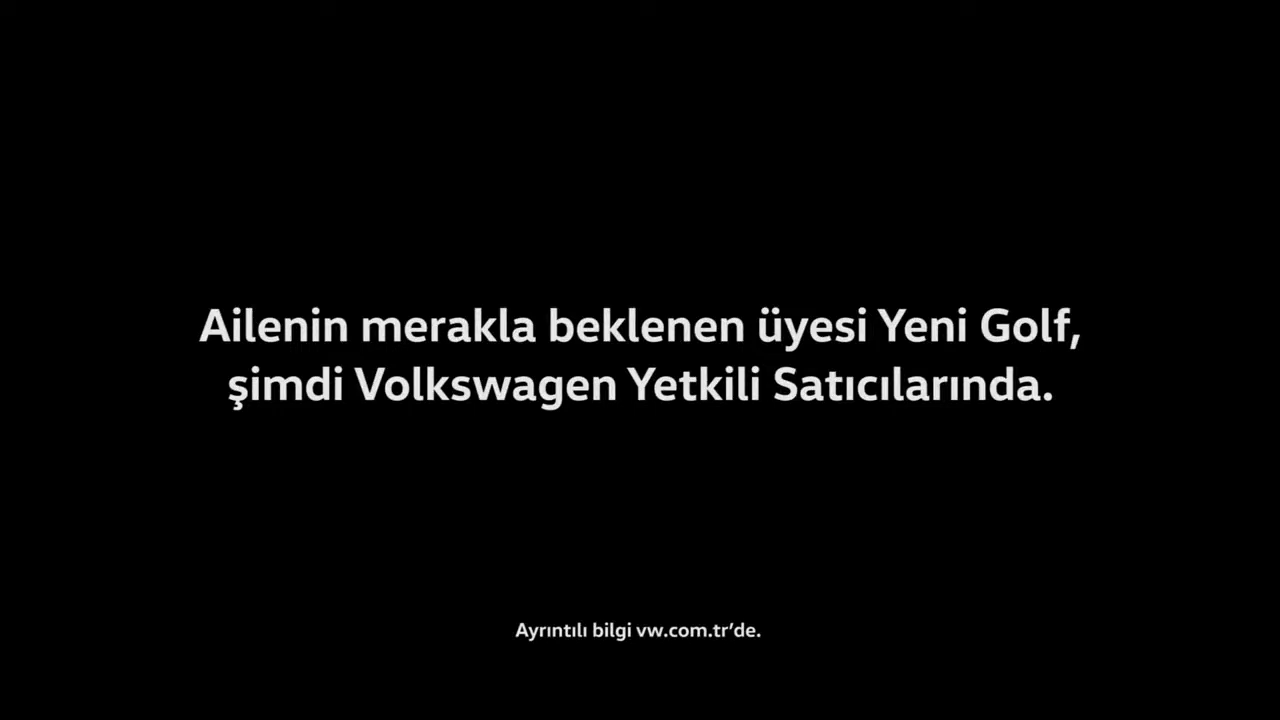 Ailenin merakla beklenen üyesi Yeni Golf,
şimdi Volkswagen Yetkili Satıcılarında.
Ayrıntılı bilgi vw.com.tr’de.